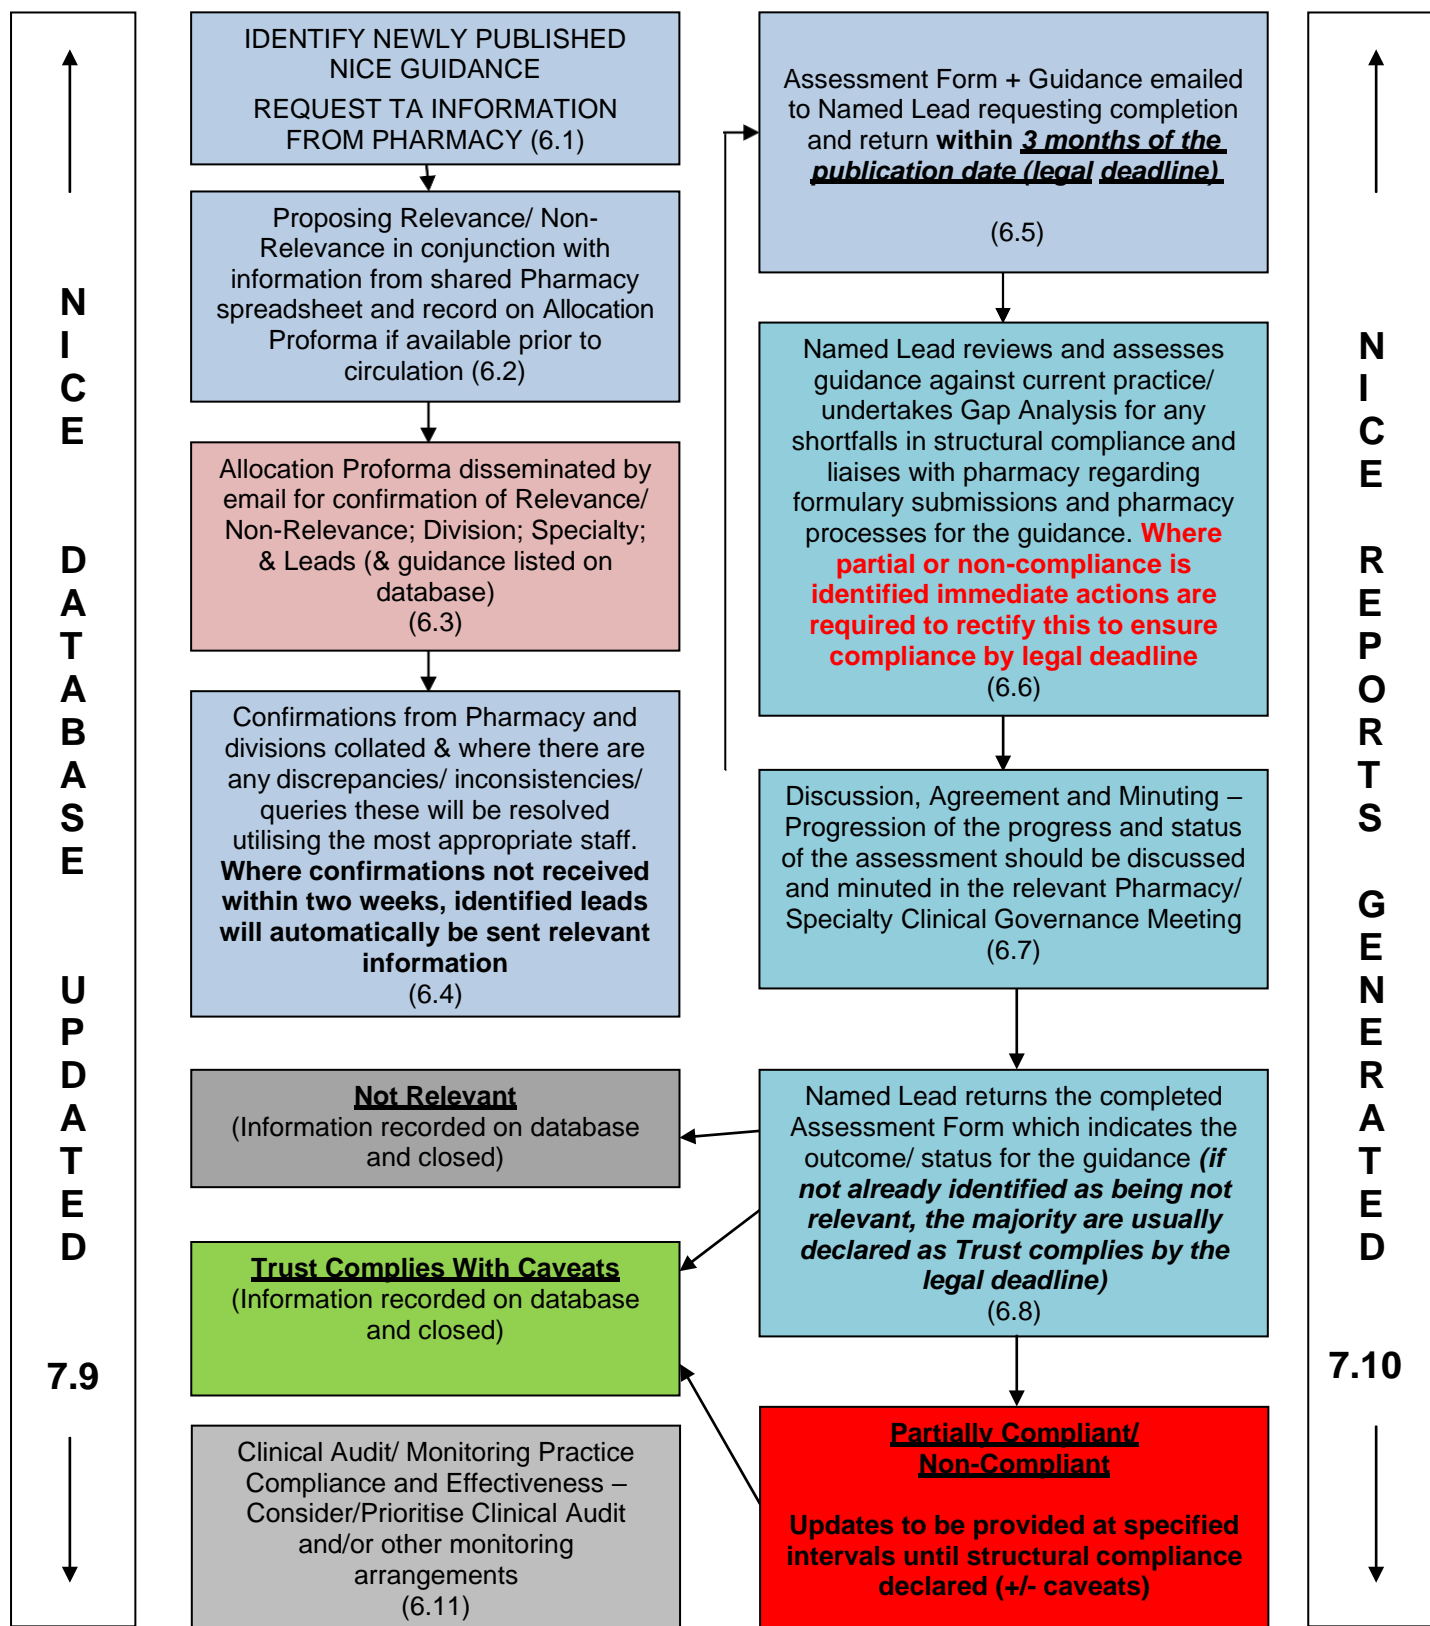 NICE DATABASE UPDATED
7.9
IDENTIFY NEWLY PUBLISHED
NICE GUIDANCE
REQUEST TA INFORMATION
FROM PHARMACY (6.1)
Proposing Relevance/ Non-
Relevance in conjunction with
information from shared Pharmacy
spreadsheet and record on Allocation
Proforma if available prior to
circulation (6.2)
Allocation Proforma disseminated by
email for confirmation of Relevance/
Non-Relevance; Division; Specialty;
& Leads (& guidance listed on
database)
(6.3)
Confirmations from Pharmacy and
divisions collated & where there are
any discrepancies/ inconsistencies/
queries these will be resolved
utilising the most appropriate staff.
Where confirmations not received
within two weeks, identified leads
will automatically be sent relevant
information
(6.4)
Assessment Form + Guidance emailed
to Named Lead requesting completion
and return within 3 months of the
publication date (legal deadline)
(6.5)
Named Lead reviews and assesses
guidance against current practice/
undertakes Gap Analysis for any
shortfalls in structural compliance and
liaises with pharmacy regarding
formulary submissions and pharmacy
processes for the guidance. Where
partial or non-compliance is
identified immediate actions are
required to rectify this to ensure
compliance by legal deadline
(6.6)
Discussion, Agreement and Minuting –
Progression of the progress and status
of the assessment should be discussed
and minuted in the relevant Pharmacy/
Specialty Clinical Governance Meeting
(6.7)
Named Lead returns the completed
Assessment Form which indicates the
outcome/ status for the guidance (if
not already identified as being not
relevant, the majority are usually
declared as Trust complies by the
legal deadline)
(6.8)
Not Relevant
(Information recorded on database
and closed)
Trust Complies With Caveats
(Information recorded on database
and closed)
Partially Compliant/
Non-Compliant
Updates to be provided at specified
intervals until structural compliance
declared (+/- caveats)
Clinical Audit/ Monitoring Practice
Compliance and Effectiveness –
Consider/Prioritise Clinical Audit
and/or other monitoring
arrangements
(6.11)
NICE REPORTS GENERATED
7.10